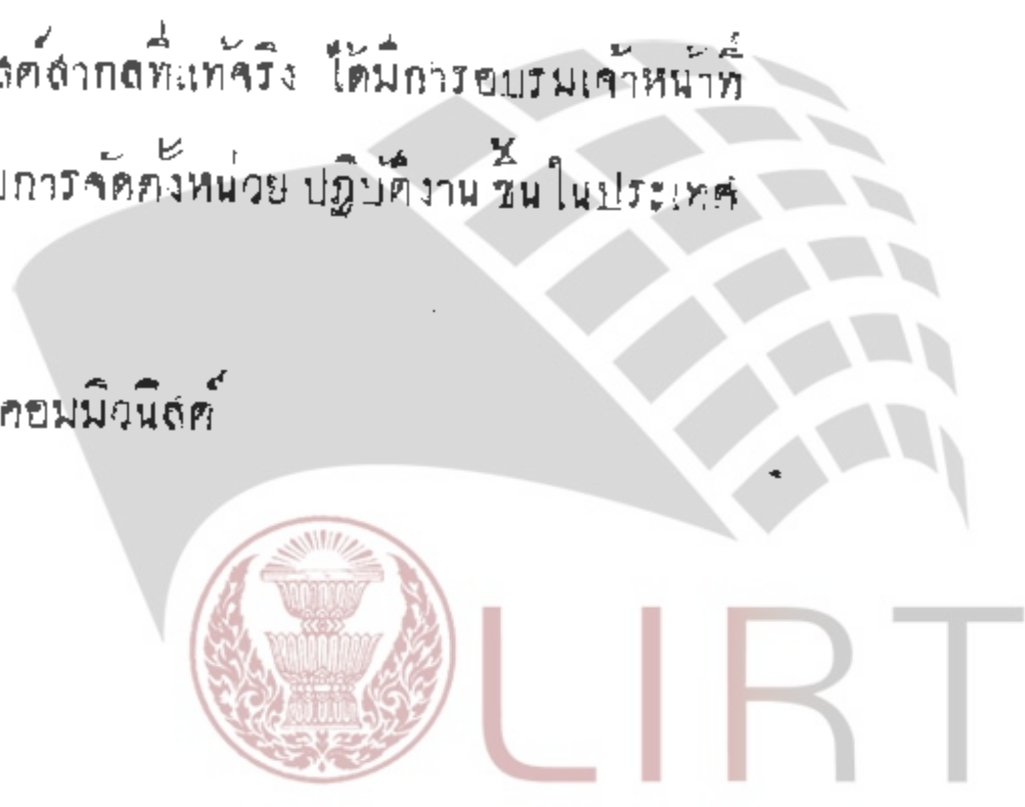 สต์สากลที่แท้จริง ได้มีการอบรมเจ้าหน้าที่
การจัดตั้งหน่วย ปฏิบัติงาน ขึ้น ในประเทศ
คอมมิวนิสต์
LIRT